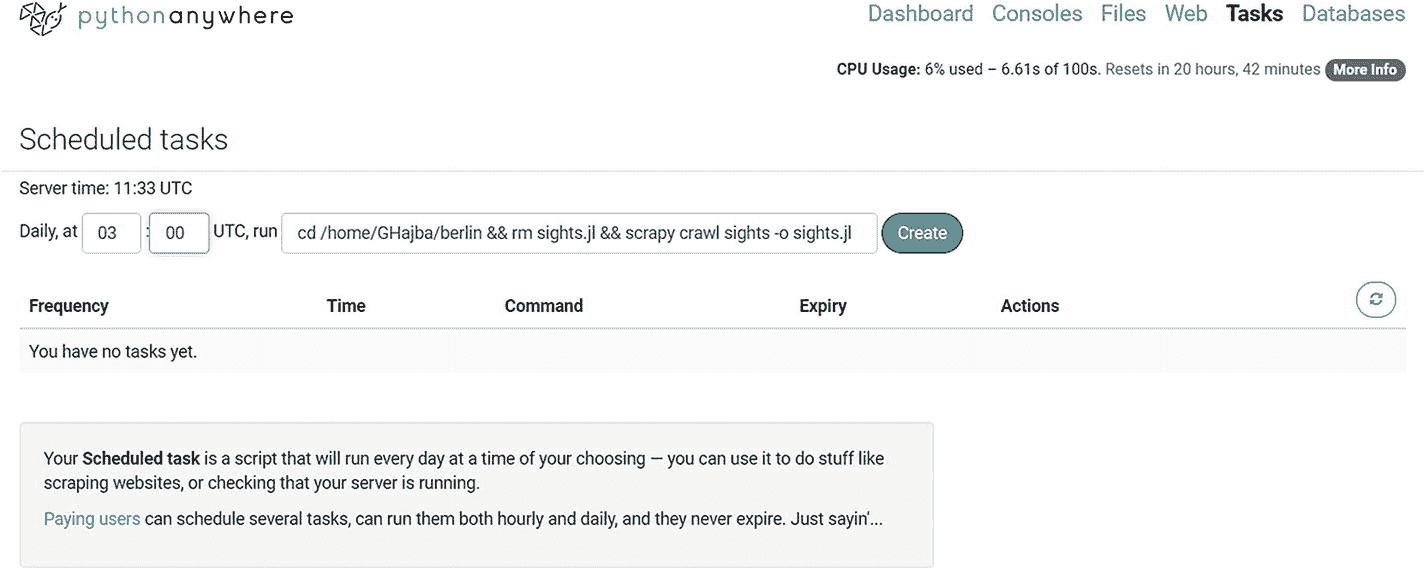 pythonanywhere
Dashboard Consoles Files Web Tasks Databases
CPU Usage: 6% used – 6.61s of 100s. Resets in 20 hours, 42 minutes More Info
Scheduled tasks
Server time: 11:33 UTC
Daily, at 03 : 00 UTC, run cd /home/GHajba/berlin && rm sights.jl && scrapy crawl sights -o sights.jl Create
Frequency Time Command Expiry Actions
You have no tasks yet.
Your Scheduled task is a script that will run every day at a time of your choosing — you can use it to do stuff like
scraping websites, or checking that your server is running.
Paying users can schedule several tasks, can run them both hourly and daily, and they never expire. Just sayin'...